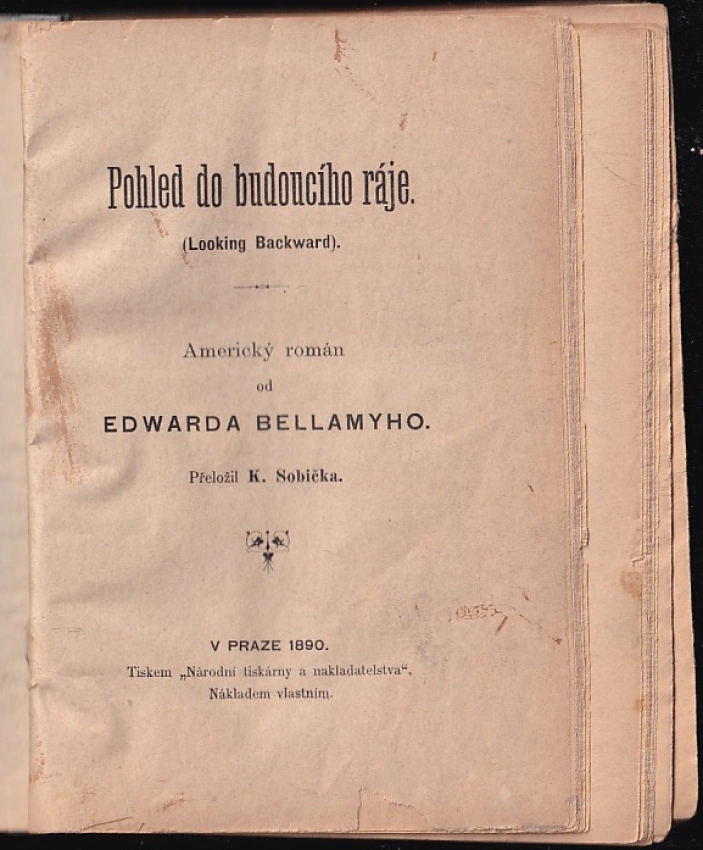 Pohled do budoucího ráje.
(Looking Backward).
Americký román
od
EDWARDA BELLAMYHO.
Přeložil K. Sobička.
V PRAZE 1890.
Tiskem „Národní tiskárny a nakladatelstva“.
Nákladem vlastním.